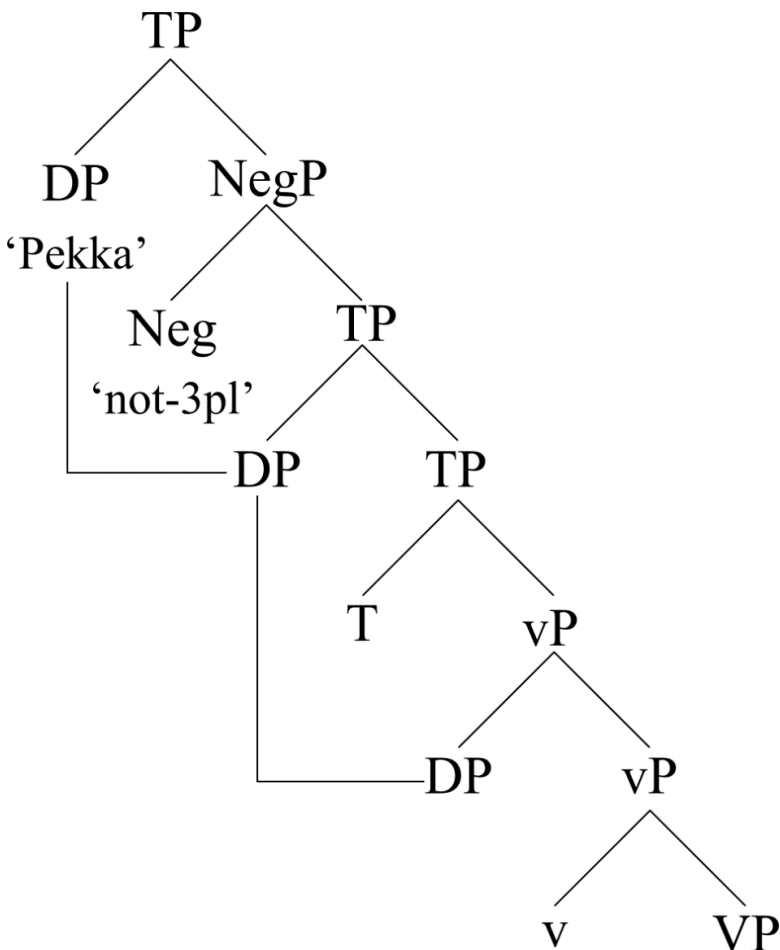 TP
DP NegP
‘Pekka’
Neg TP
‘not-3pl’
DP TP
T vP
DP vP
v VP